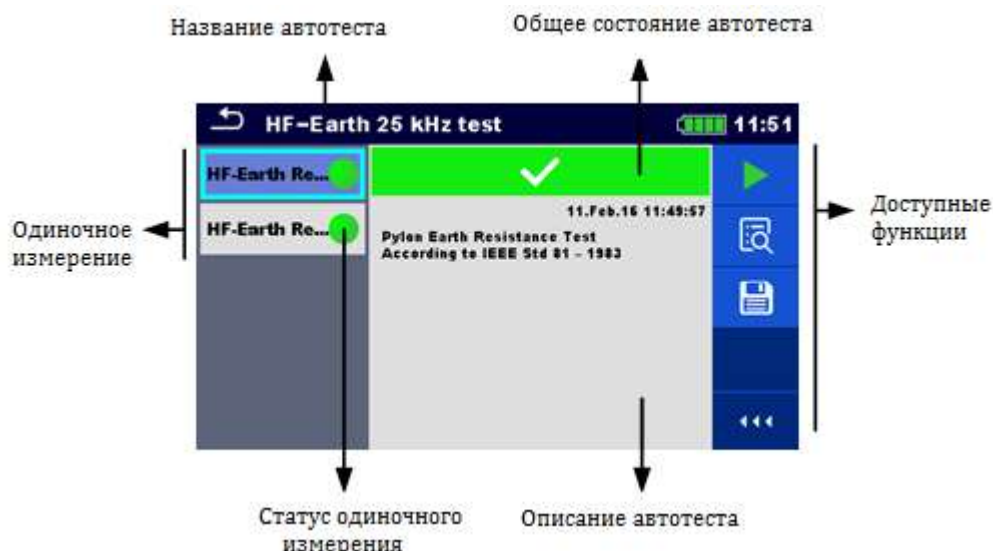 Название автотеста
Общее состояние автотеста
HF-Earth 25 kHz test
11:51
HF-Earth Re...
11.Feb.16 11:49:57
HF-Earth Re...
Pylon Earth Resistance Test
According to IEEE Std 81 - 1983
Одиночное
измерение
Доступные
функции
Статус одиночного
измерения
Описание автотеста